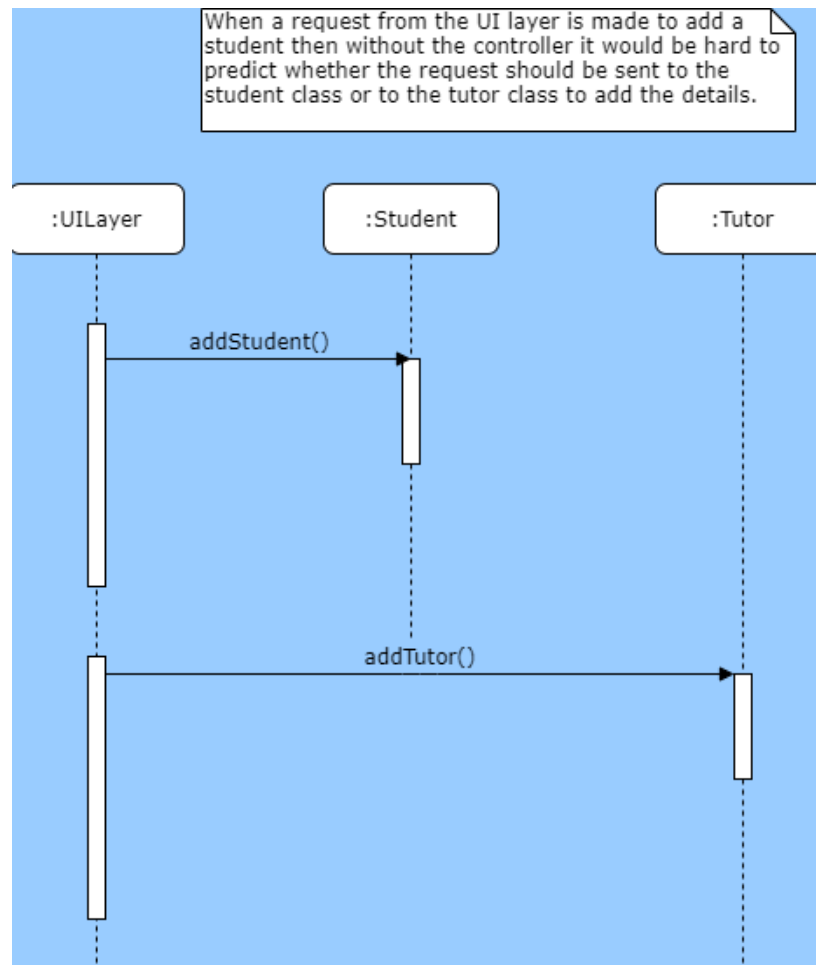 When a request from the UI layer is made to add a
student then without the controller it would be hard to
predict whether the request should be sent to the
student class or to the tutor class to add the details.
:UILayer
:Student
:Tutor
addStudent()
addTutor()